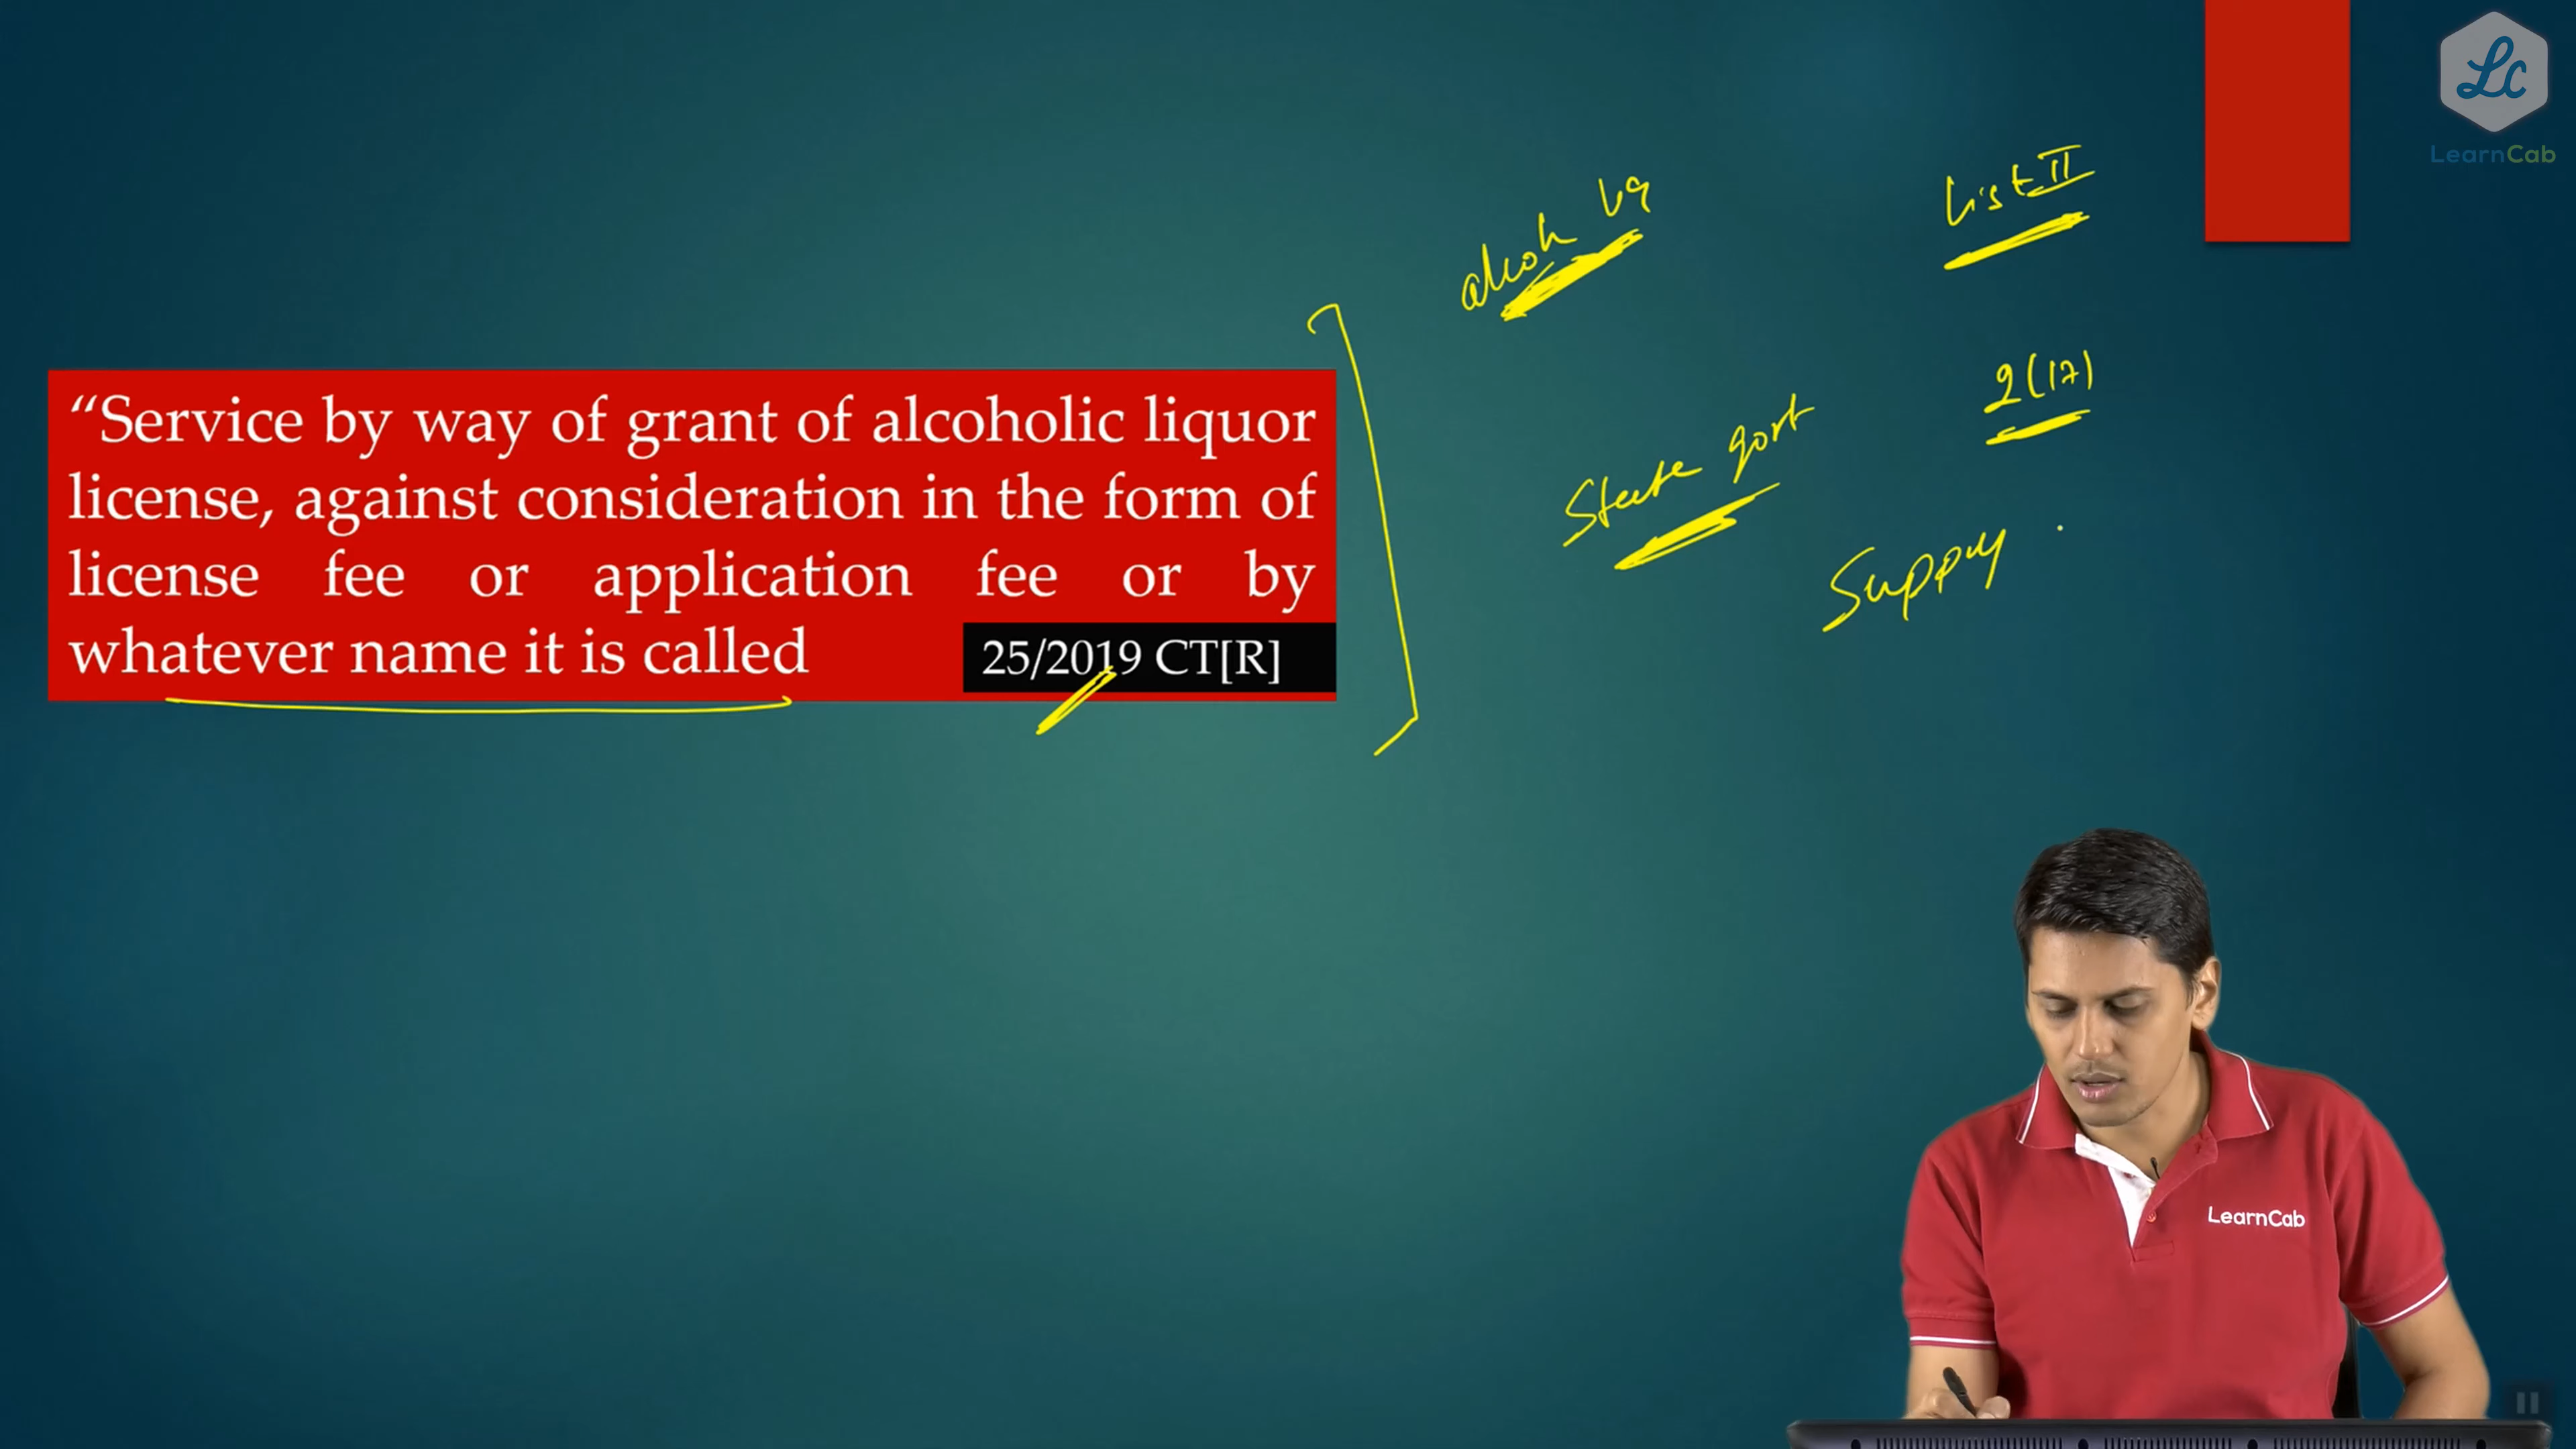 Lc
LearnCab
List II
alcoh
2(17)
State govt
Supply
“Service by way of grant of alcoholic liquor
license, against consideration in the form of
license fee or application fee or by
whatever name it is called
25/2019 CT[R]
LearnCab